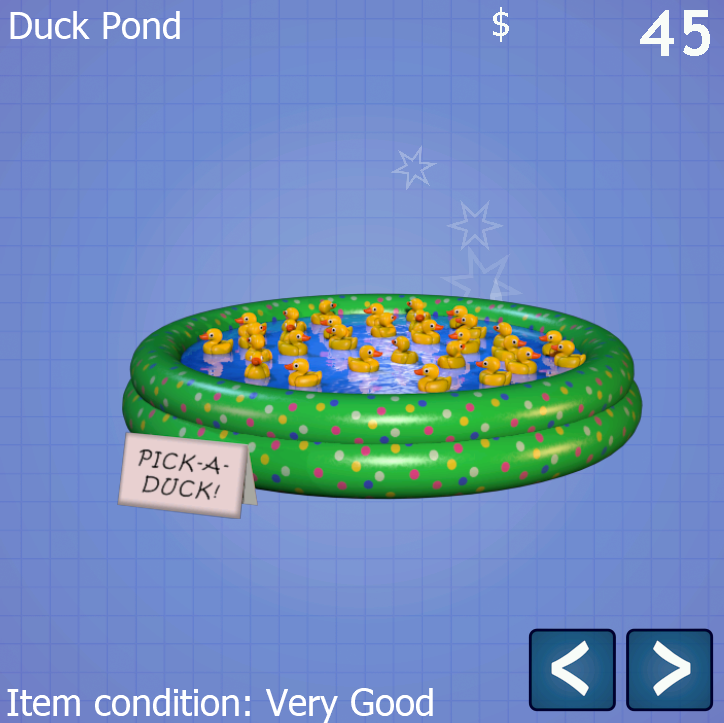 Duck Pond
$ 45
PICK-A-
DUCK!
< >
Item condition: Very Good